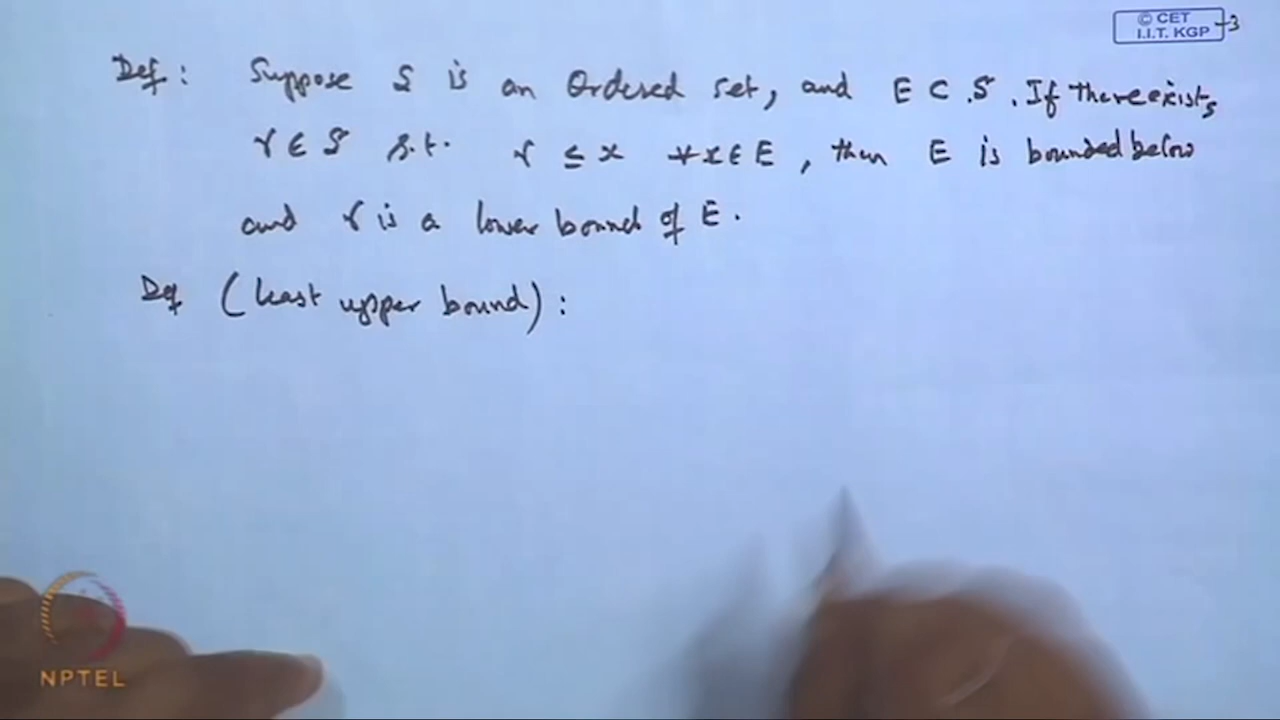 © CET
I.I.T. KGP -3
Def: Suppose S is an Ordered set, and E ⊂ S. If there exists
γ ∈ S s.t. γ ≤ x ∀ x ∈ E, then E is bounded below
and γ is a lower bound of E.
Def (least upper bound):
NPTEL